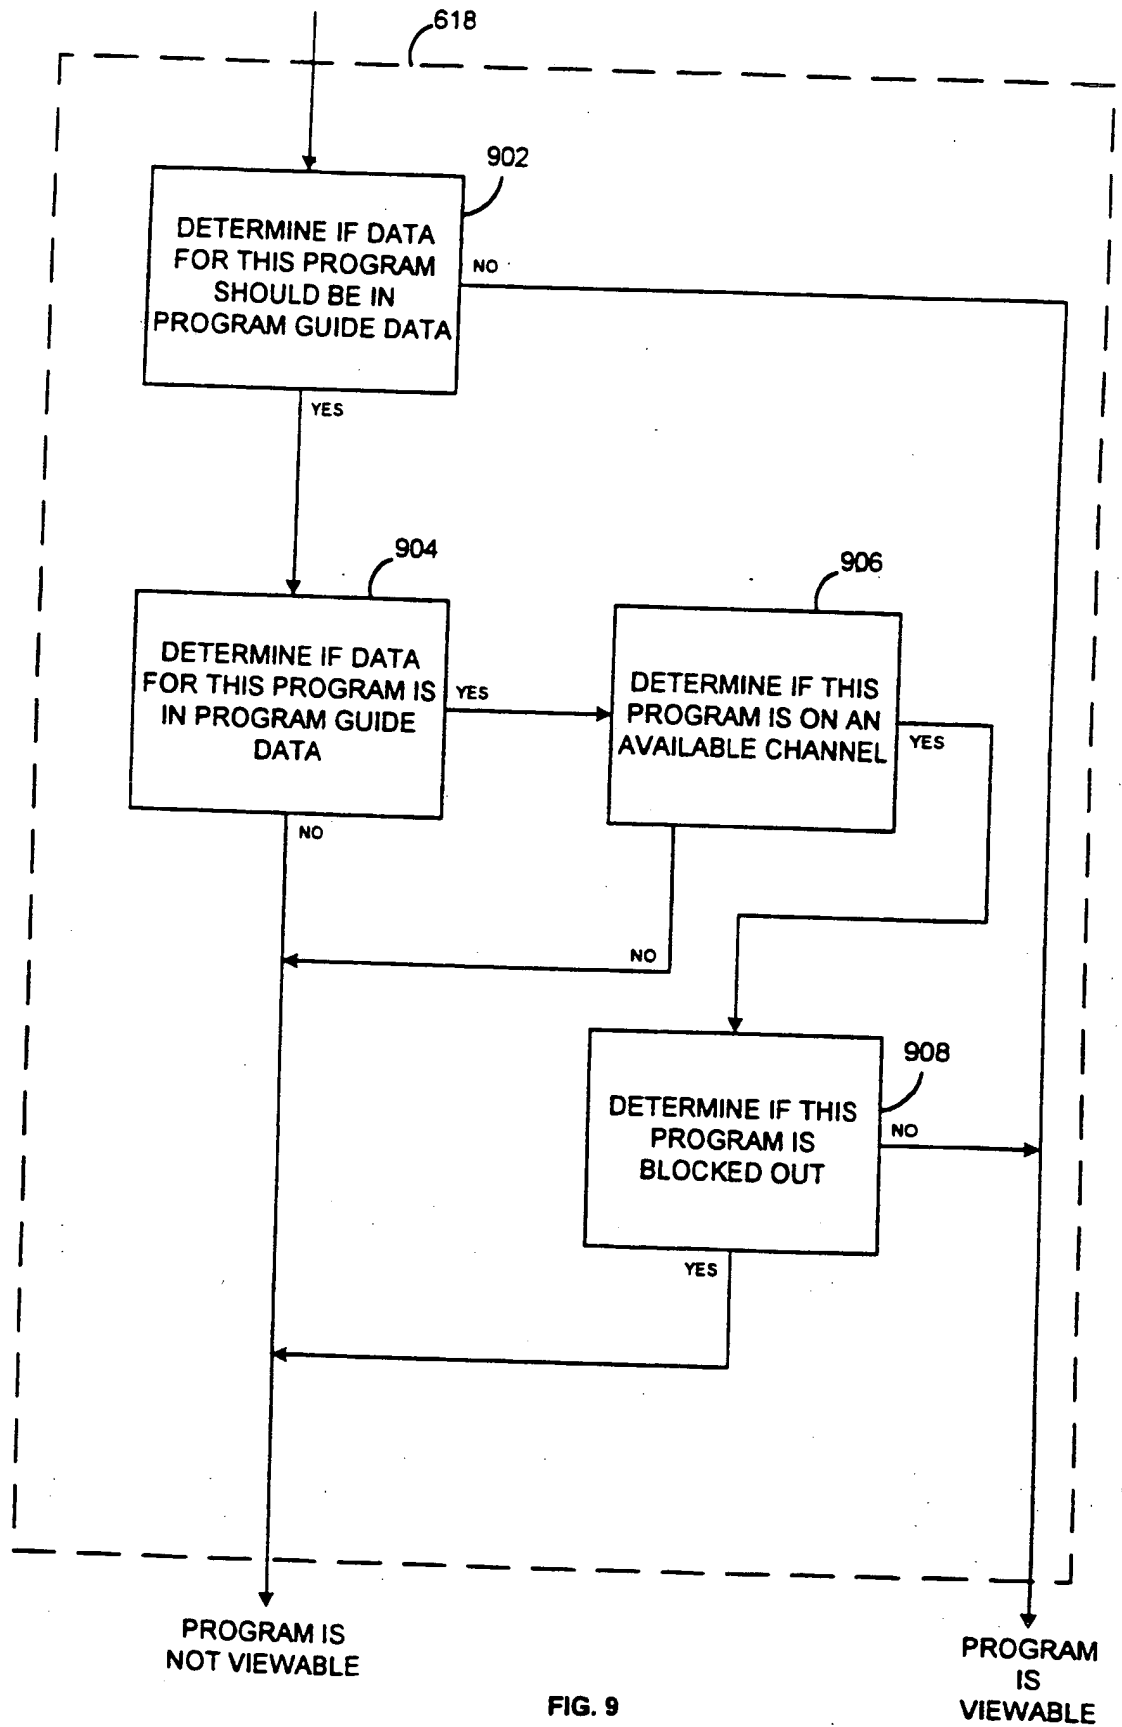 618
902
DETERMINE IF DATA
FOR THIS PROGRAM
SHOULD BE IN
PROGRAM GUIDE DATA
NO
YES
904
906
DETERMINE IF DATA
FOR THIS PROGRAM IS
IN PROGRAM GUIDE
DATA
YES
DETERMINE IF THIS
PROGRAM IS ON AN
AVAILABLE CHANNEL
YES
NO
NO
908
DETERMINE IF THIS
PROGRAM IS
BLOCKED OUT
NO
YES
PROGRAM IS
NOT VIEWABLE
PROGRAM
IS
VIEWABLE
FIG. 9